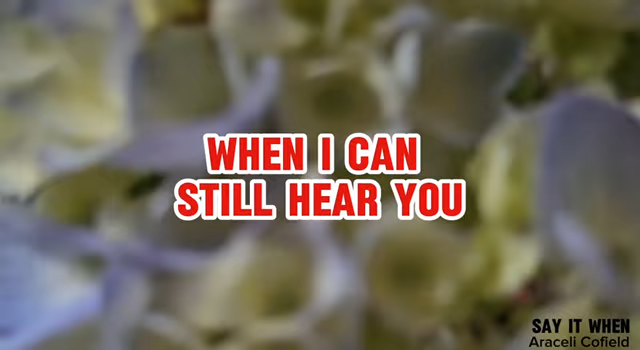 WHEN I CAN
STILL HEAR YOU
SAY IT WHEN
Araceli Cofield